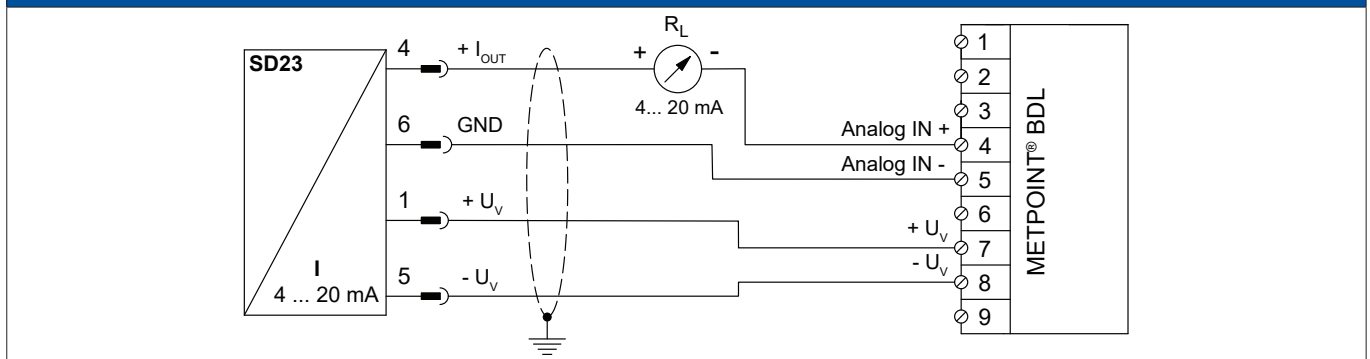 SD23
4
+ I_OUT
+
R_L
-
4... 20 mA
6
GND
1
+ U_V
5
- U_V
I
4 ... 20 mA
Analog IN +
Analog IN -
+ U_V
- U_V
1
2
3
4
5
6
7
8
9
METPOINT® BDL